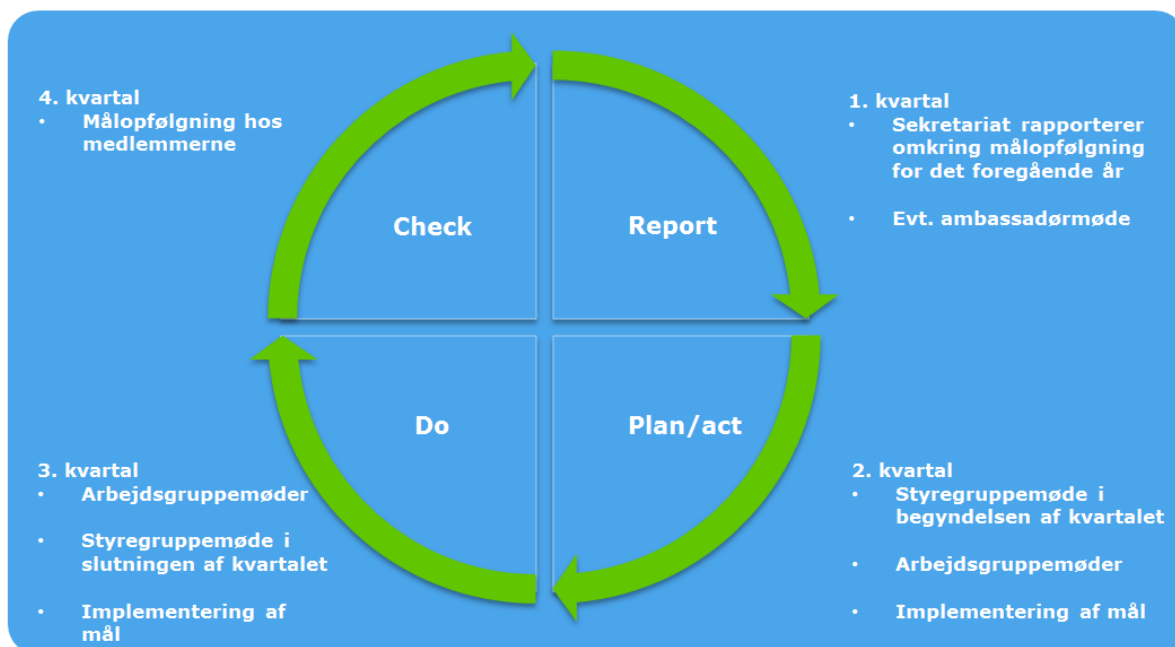 4. kvartal
• Målopfølgning hos
medlemmerne
1. kvartal
• Sekretariat rapporterer
omkring målopfølgning
for det foregående år
• Evt. ambassadørmøde
Check
Report
Do
Plan/act
3. kvartal
• Arbejdsgruppemøder
• Styregruppemøde i
slutningen af kvartalet
• Implementering af
mål
2. kvartal
• Styregruppemøde i
begyndelsen af kvartalet
• Arbejdsgruppemøder
• Implementering af mål